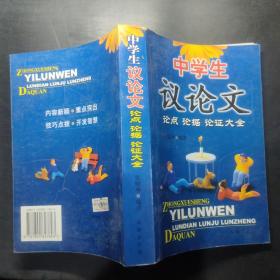 ZHONGXUESHENG
YILUNWEN
LUNDIAN LUNJU LUNZHENG
DAQUAN
内容新颖·重点突出
技巧点拨·开发智慧
中学生
议论文
论点 论据 论证大全
中学生
议论文
论点 论据 论证大全
ZHONGXUESHENG
YILUNWEN
LUNDIAN LUNJU LUNZHENG
DAQUAN